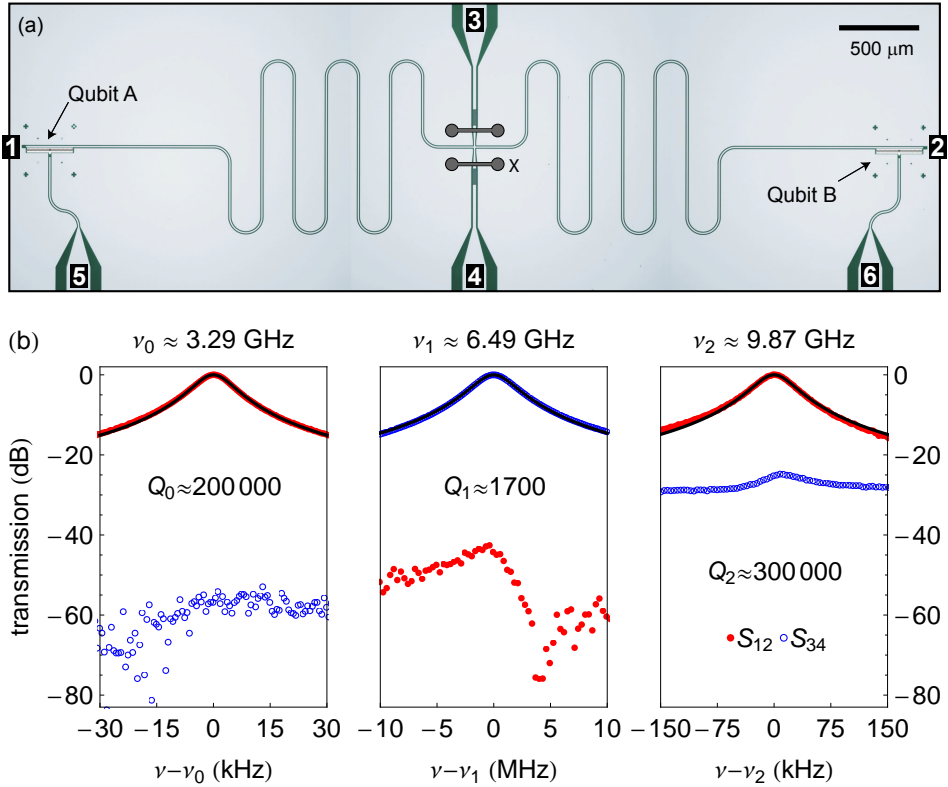 (a)
3
500 μm
Qubit A
1
2
X
Qubit B
5
4
6
(b)
ν0 ≈ 3.29 GHz
ν1 ≈ 6.49 GHz
ν2 ≈ 9.87 GHz
transmission (dB)
0
−20
−40
−60
−80
Q0≈200 000
−30 −15 0 15 30
ν−ν0 (kHz)
Q1≈1700
−10 −5 0 5 10
ν−ν1 (MHz)
Q2≈300 000
S12 S34
−150 −75 0 75 150
ν−ν2 (kHz)
0
−20
−40
−60
−80